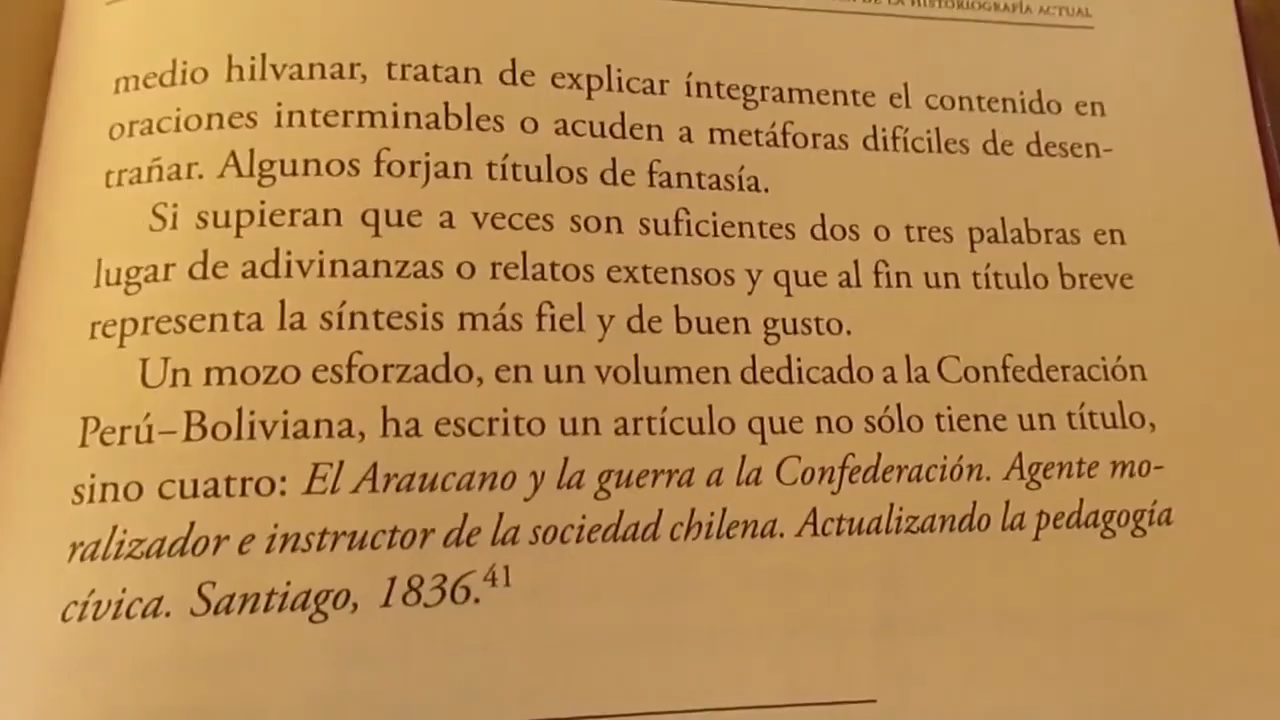 DE LA HISTORIOGRAFÍA ACTUAL
medio hilvanar, tratan de explicar íntegramente el contenido en
oraciones interminables o acuden a metáforas difíciles de desen-
trañar. Algunos forjan títulos de fantasía.
Si supieran que a veces son suficientes dos o tres palabras en
lugar de adivinanzas o relatos extensos y que al fin un título breve
representa la síntesis más fiel y de buen gusto.
Un mozo esforzado, en un volumen dedicado a la Confederación
Perú–Boliviana, ha escrito un artículo que no sólo tiene un título,
sino cuatro: El Araucano y la guerra a la Confederación. Agente mo-
ralizador e instructor de la sociedad chilena. Actualizando la pedagogía
cívica. Santiago, 1836.41